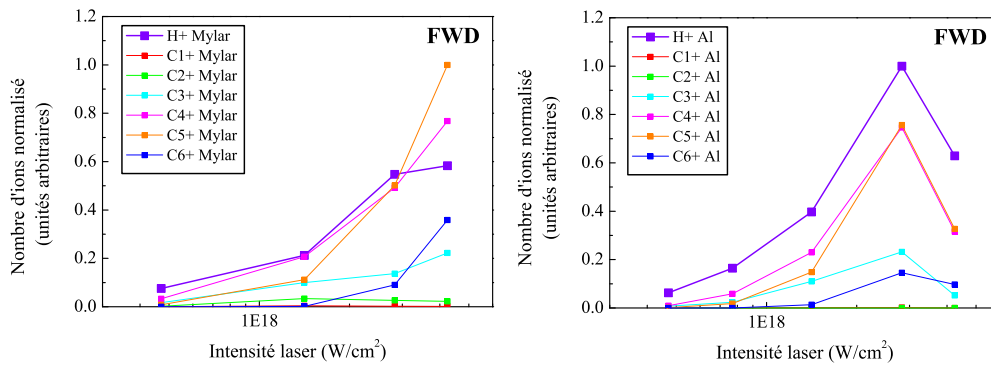 Nombre d'ions normalisé
(unités arbitraires)
1.2
1.0
0.8
0.6
0.4
0.2
0.0
H+ Mylar
C1+ Mylar
C2+ Mylar
C3+ Mylar
C4+ Mylar
C5+ Mylar
C6+ Mylar
FWD
1E18
Intensité laser (W/cm²)
Nombre d'ions normalisé
(unités arbitraires)
1.2
1.0
0.8
0.6
0.4
0.2
0.0
H+ Al
C1+ Al
C2+ Al
C3+ Al
C4+ Al
C5+ Al
C6+ Al
FWD
1E18
Intensité laser (W/cm²)